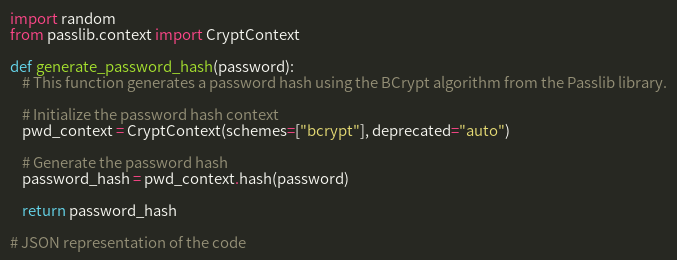 import random
from passlib.context import CryptContext

def generate_password_hash(password):
    # This function generates a password hash using the BCrypt algorithm from the Passlib library.

    # Initialize the password hash context
    pwd_context = CryptContext(schemes=["bcrypt"], deprecated="auto")

    # Generate the password hash
    password_hash = pwd_context.hash(password)

    return password_hash

# JSON representation of the code